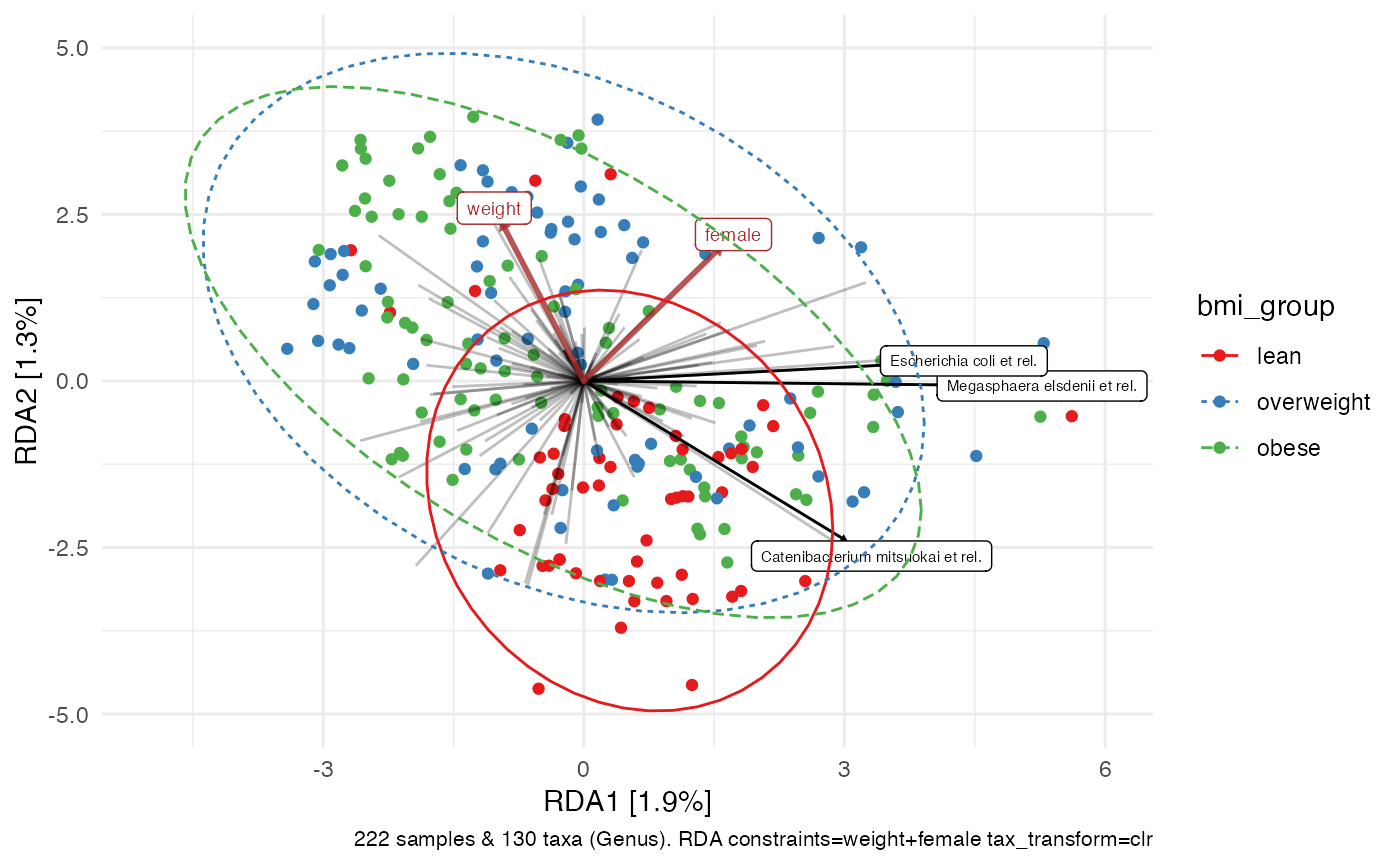 5.0
2.5
0.0
-2.5
-5.0
RDA2 [1.3%]
weight
female
Escherichia coli et rel.
Megasphaera elsdenii et rel.
Catenibacterium mitsuokai et rel.
-3
0
3
6
RDA1 [1.9%]
bmi_group
lean
overweight
obese
222 samples & 130 taxa (Genus). RDA constraints=weight+female tax_transform=clr